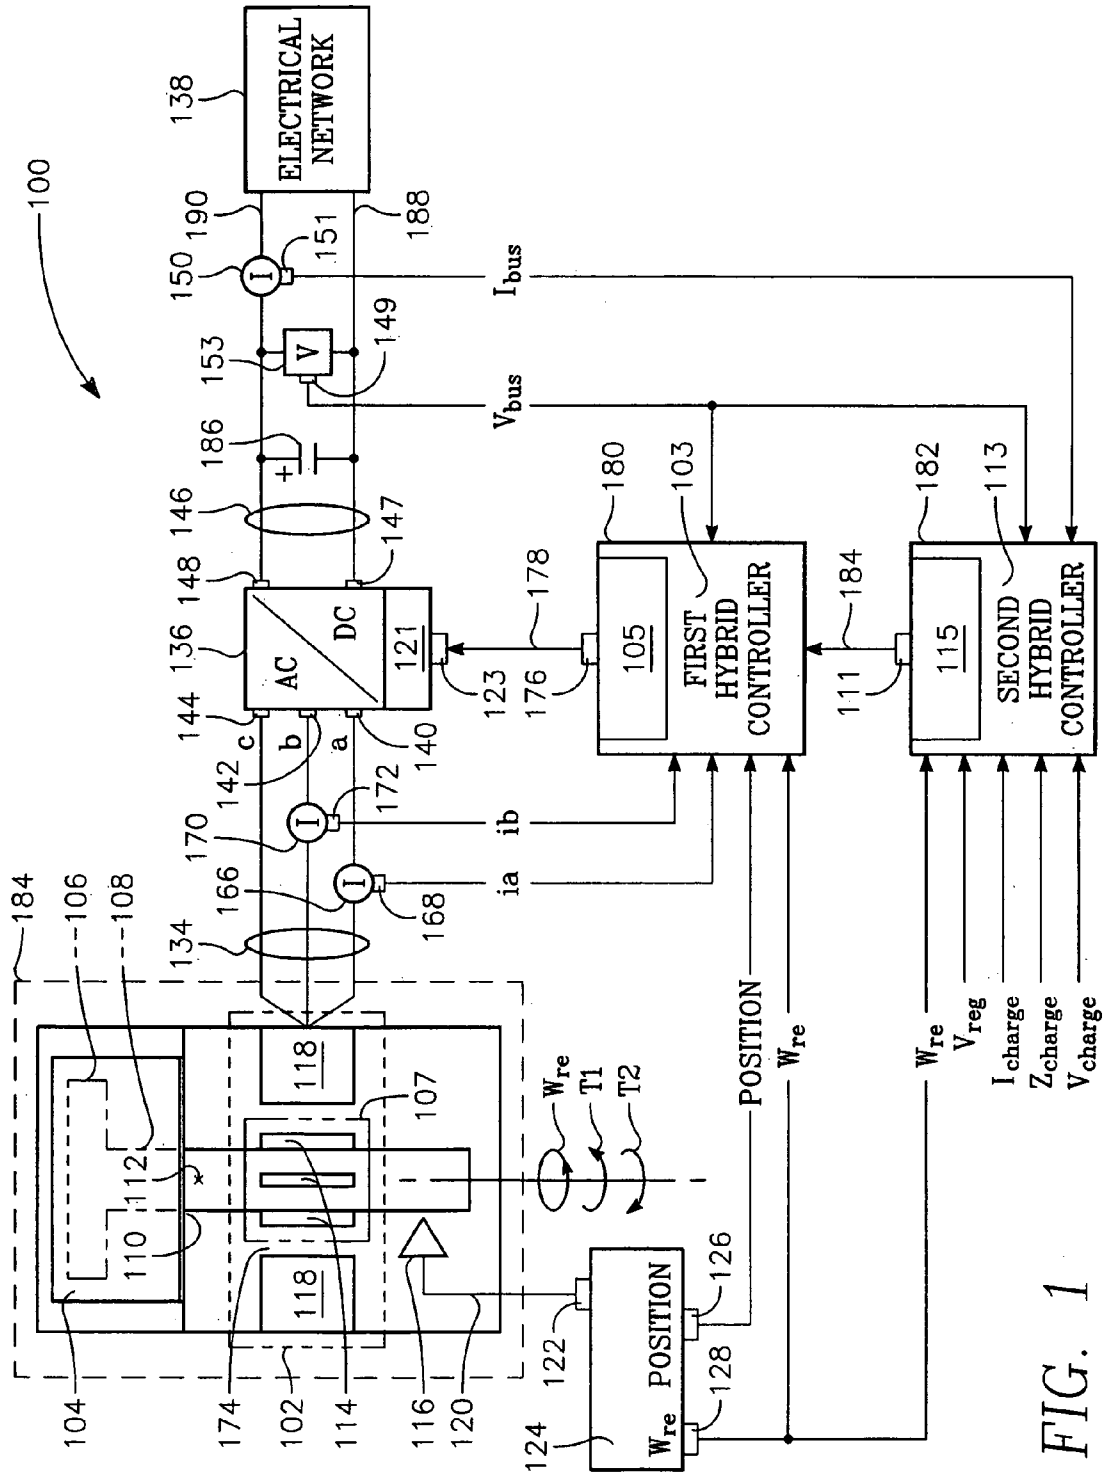 100
138
ELECTRICAL
NETWORK
190
188
150
I
151
Ibus
153
V
149
Vbus
186
+
146
148
147
136
AC
DC
121
123
144
142
140
c
b
a
178
176
180
103
105
FIRST
HYBRID
CONTROLLER
184
111
182
113
115
SECOND
HYBRID
CONTROLLER
170
I
172
ib
166
I
168
ia
134
POSITION
Wre
Wre
Vreg
Icharge
Zcharge
Vcharge
184
106
108
112
110
104
118
107
118
174
102
114
116
120
Wre
T1
T2
122
124
POSITION
Wre
126
128
FIG. 1